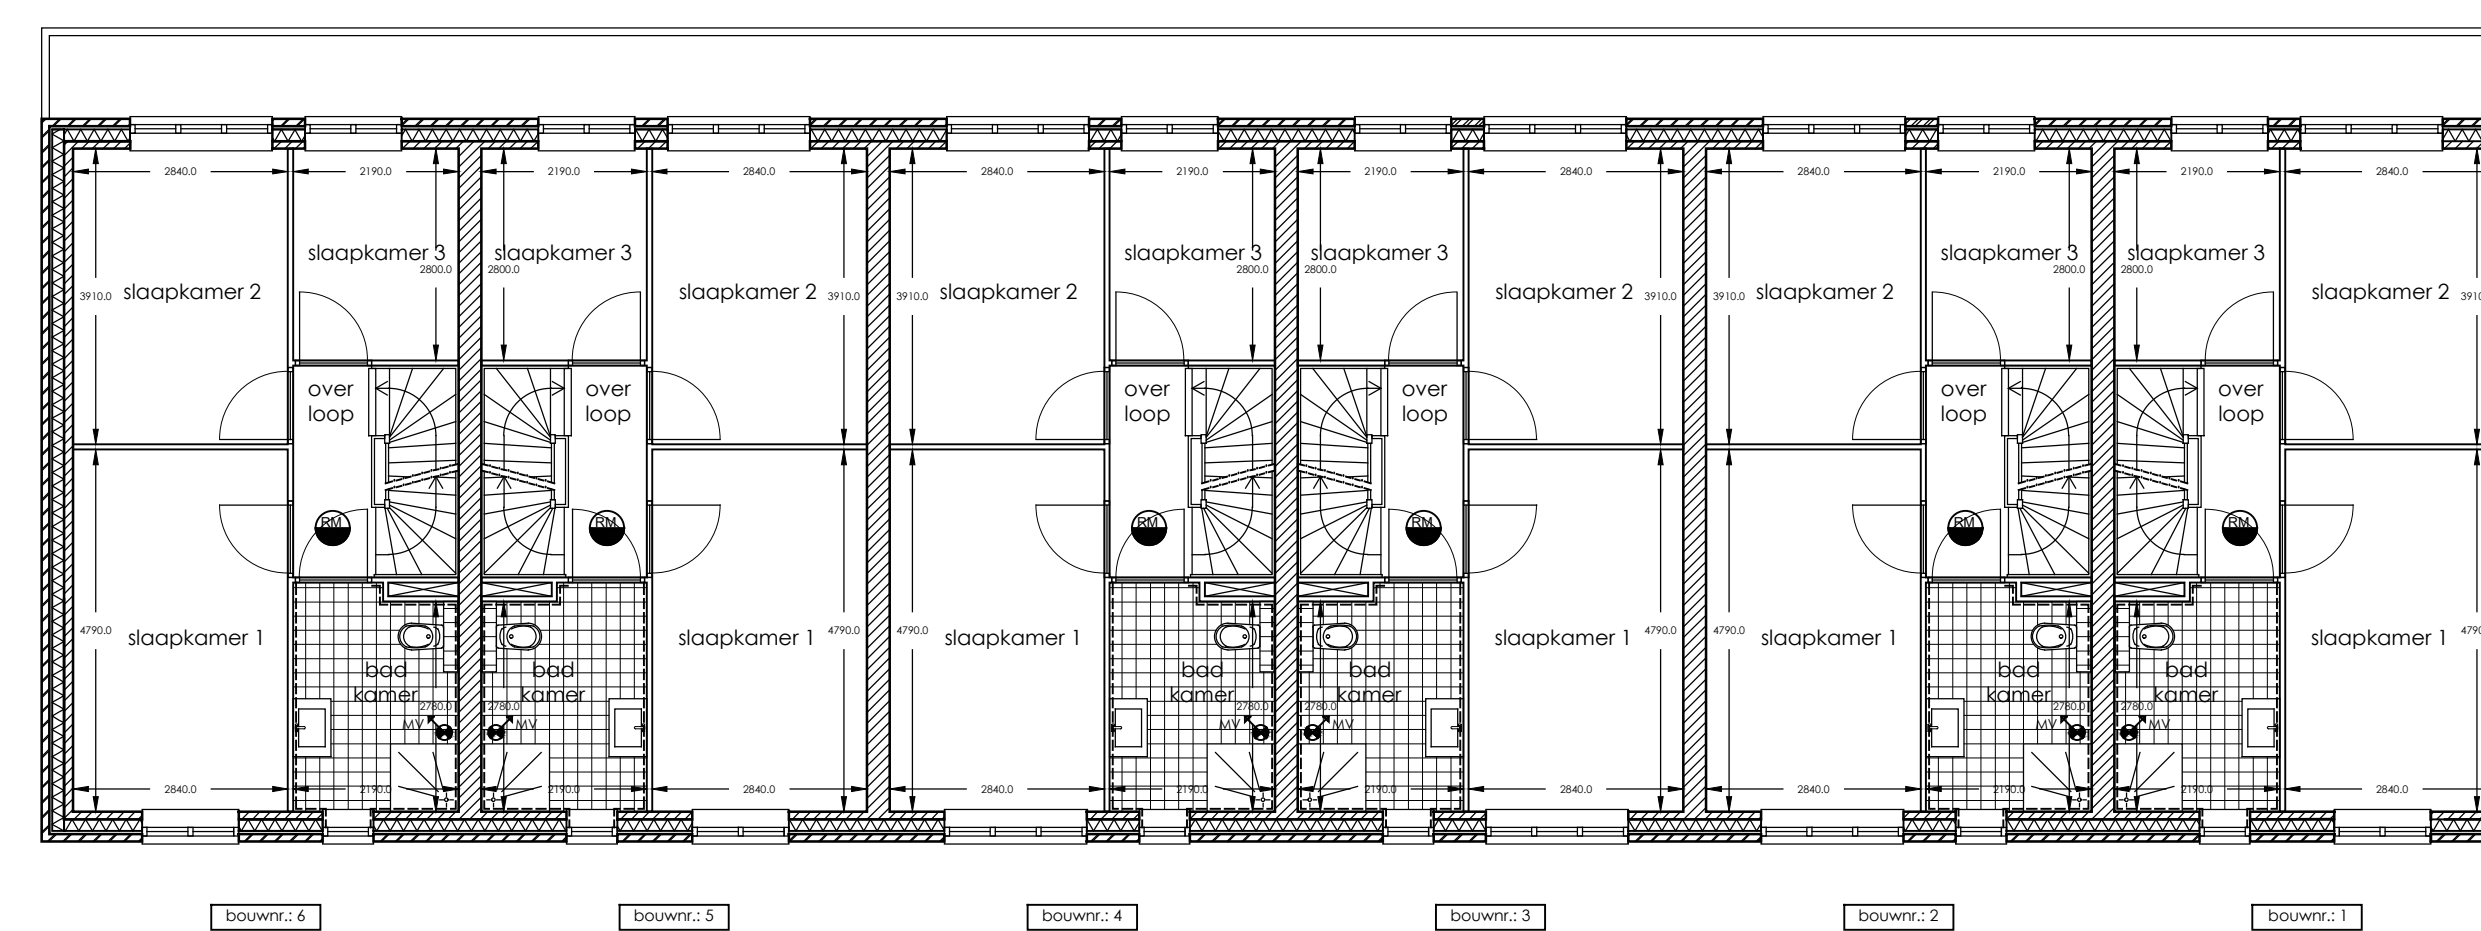 2840.0 2190.0 2190.0 2840.0 2840.0 2190.0 2190.0 2840.0 2840.0 2190.0 2190.0 2840.0
slaapkamer 3 slaapkamer 3 slaapkamer 3 slaapkamer 3 slaapkamer 3 slaapkamer 3
2800.0 2800.0 2800.0 2800.0 2800.0 2800.0
3910.0 slaapkamer 2 slaapkamer 2 3910.0 3910.0 slaapkamer 2 slaapkamer 2 3910.0 3910.0 slaapkamer 2 slaapkamer 2 3910
over over over over over over
loop loop loop loop loop loop
RM RM RM RM RM RM
4790.0 slaapkamer 1 slaapkamer 1 4790.0 4790.0 slaapkamer 1 slaapkamer 1 4790.0 4790.0 slaapkamer 1 slaapkamer 1 4790
bad bad bad bad bad bad
kamer kamer kamer kamer kamer kamer
2780.0 2780.0 2780.0 2780.0 2780.0 2780.0
MV MV MV MV MV MV
2840.0 2190.0 2190.0 2840.0 2840.0 2190.0 2190.0 2840.0 2840.0 2190.0 2190.0 2840.0
bouwnr.: 6 bouwnr.: 5 bouwnr.: 4 bouwnr.: 3 bouwnr.: 2 bouwnr.: 1